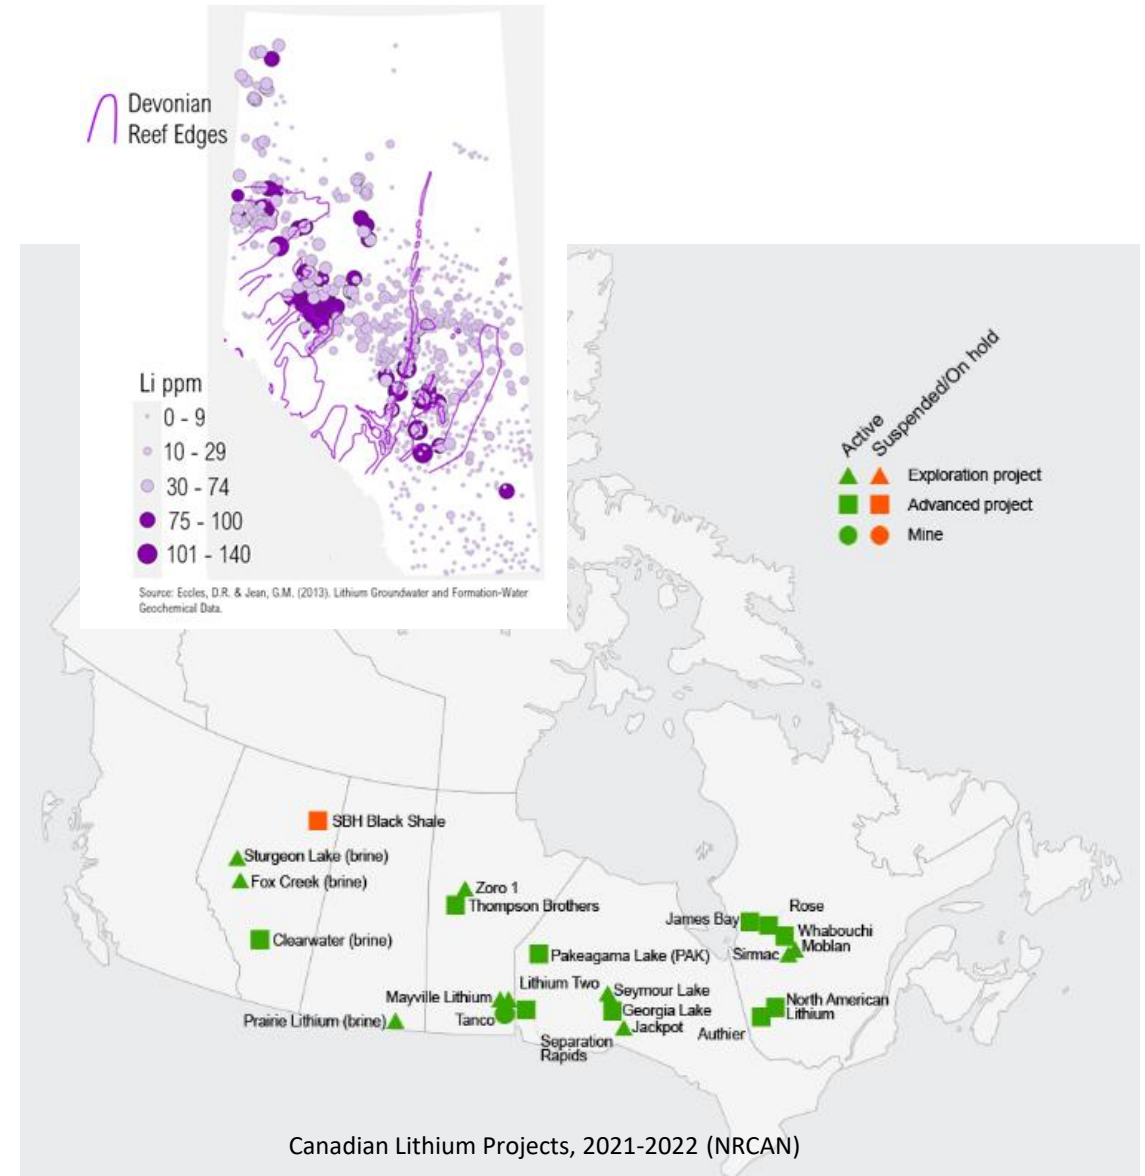 Devonian
Reef Edges
Li ppm
0 - 9
10 - 29
30 - 74
75 - 100
101 - 140
Source: Eccles, D.R. & Jean, G.M. (2013). Lithium Groundwater and Formation-Water
Geochemical Data.
Active
Suspended/On hold
Exploration project
Advanced project
Mine
SBH Black Shale
Sturgeon Lake (brine)
Fox Creek (brine)
Zoro 1
Thompson Brothers
Clearwater (brine)
Rose
James Bay
Whabouchi
Moblan
Sirmac
Pakeagama Lake (PAK)
Lithium Two
Seymour Lake
Mayville Lithium
Georgia Lake
North American
Lithium
Prairie Lithium (brine)
Tanco
Jackpot
Authier
Separation
Rapids
Canadian Lithium Projects, 2021-2022 (NRCAN)